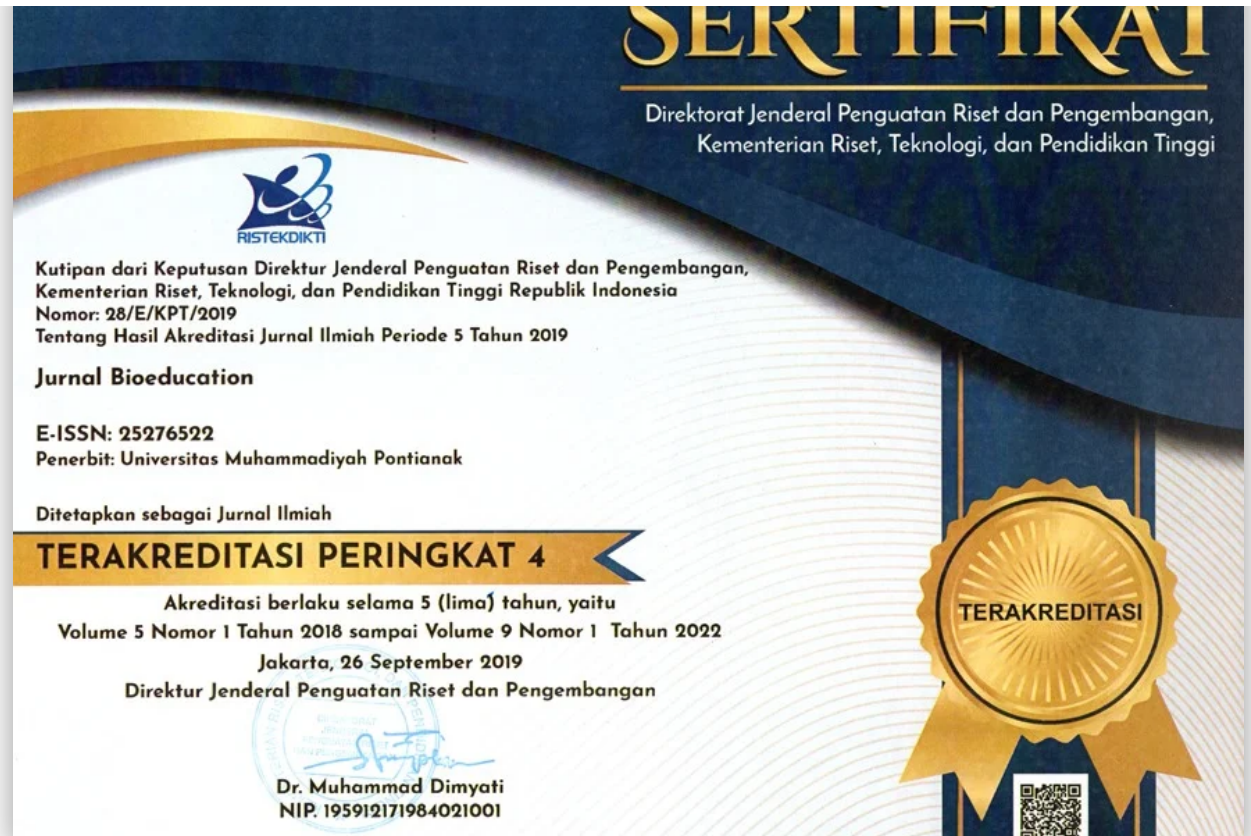 SERTIFIKAT
Direktorat Jenderal Penguatan Riset dan Pengembangan,
Kementerian Riset, Teknologi, dan Pendidikan Tinggi
RISTEKDIKTI
Kutipan dari Keputusan Direktur Jenderal Penguatan Riset dan Pengembangan,
Kementerian Riset, Teknologi, dan Pendidikan Tinggi Republik Indonesia
Nomor: 28/E/KPT/2019
Tentang Hasil Akreditasi Jurnal Ilmiah Periode 5 Tahun 2019
Jurnal Bioeducation
E-ISSN: 25276522
Penerbit: Universitas Muhammadiyah Pontianak
Ditetapkan sebagai Jurnal Ilmiah
TERAKREDITASI PERINGKAT 4
Akreditasi berlaku selama 5 (lima) tahun, yaitu
Volume 5 Nomor 1 Tahun 2018 sampai Volume 9 Nomor 1 Tahun 2022
Jakarta, 26 September 2019
Direktur Jenderal Penguatan Riset dan Pengembangan
Dr. Muhammad Dimyati
NIP. 195912171984021001
TERAKREDITASI